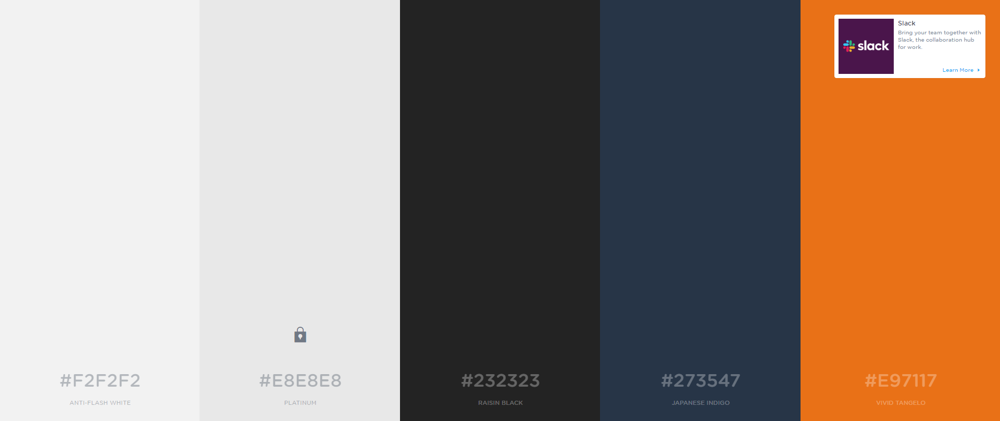 Slack
Bring your team together with
Slack, the collaboration hub
for work.
slack
Learn More
#F2F2F2
ANTI-FLASH WHITE
#E8E8E8
PLATINUM
#232323
RAISIN BLACK
#273547
JAPANESE INDIGO
#E97117
VIVID TANGELO